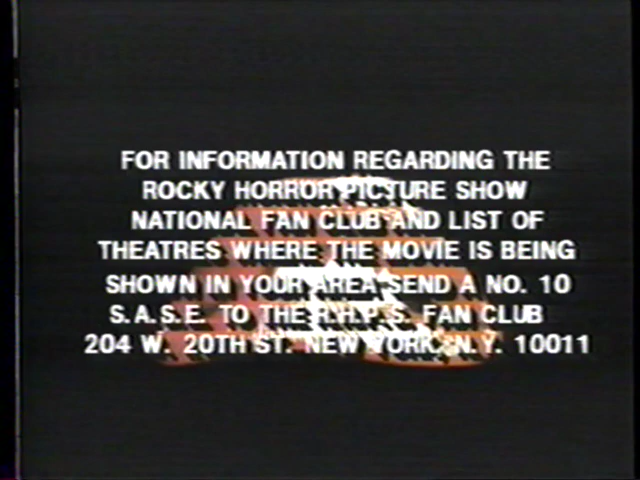 FOR INFORMATION REGARDING THE
ROCKY HORROR PICTURE SHOW
NATIONAL FAN CLUB AND LIST OF
THEATRES WHERE THE MOVIE IS BEING
SHOWN IN YOUR AREA SEND A NO. 10
S.A.S.E. TO THE R.H.P.S. FAN CLUB
204 W. 20TH ST. NEW YORK, N.Y. 10011